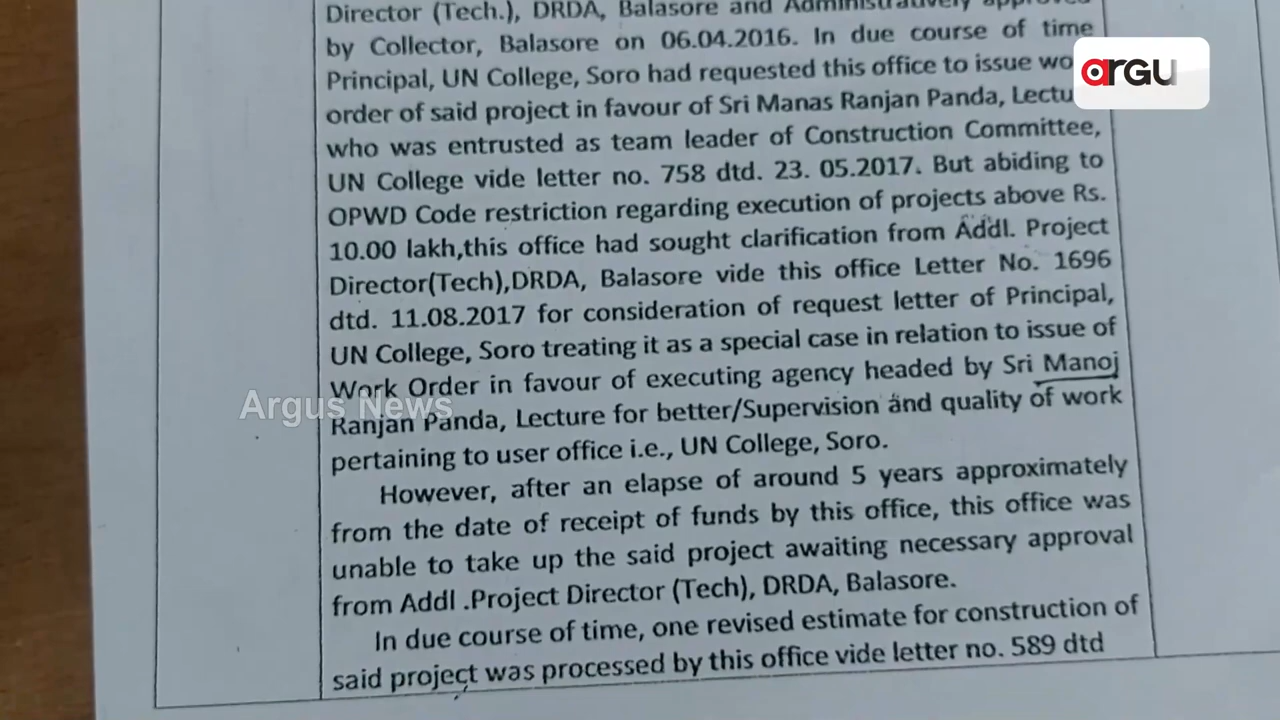 Director (Tech.), DRDA, Balasore and Administratively approved
by Collector, Balasore on 06.04.2016. In due course of time
Principal, UN College, Soro had requested this office to issue wo
order of said project in favour of Sri Manas Ranjan Panda, Lectu
who was entrusted as team leader of Construction Committee,
UN College vide letter no. 758 dtd. 23. 05.2017. But abiding to
OPWD Code restriction regarding execution of projects above Rs.
10.00 lakh,this office had sought clarification from Addl. Project
Director(Tech),DRDA, Balasore vide this office Letter No. 1696
dtd. 11.08.2017 for consideration of request letter of Principal,
UN College, Soro treating it as a special case in relation to issue of
Work Order in favour of executing agency headed by Sri Manoj
Ranjan Panda, Lecture for better/Supervision and quality of work
pertaining to user office i.e., UN College, Soro.
However, after an elapse of around 5 years approximately
from the date of receipt of funds by this office, this office was
unable to take up the said project awaiting necessary approval
from Addl .Project Director (Tech), DRDA, Balasore.
In due course of time, one revised estimate for construction of
said project was processed by this office vide letter no. 589 dtd
ARGU
Argus News